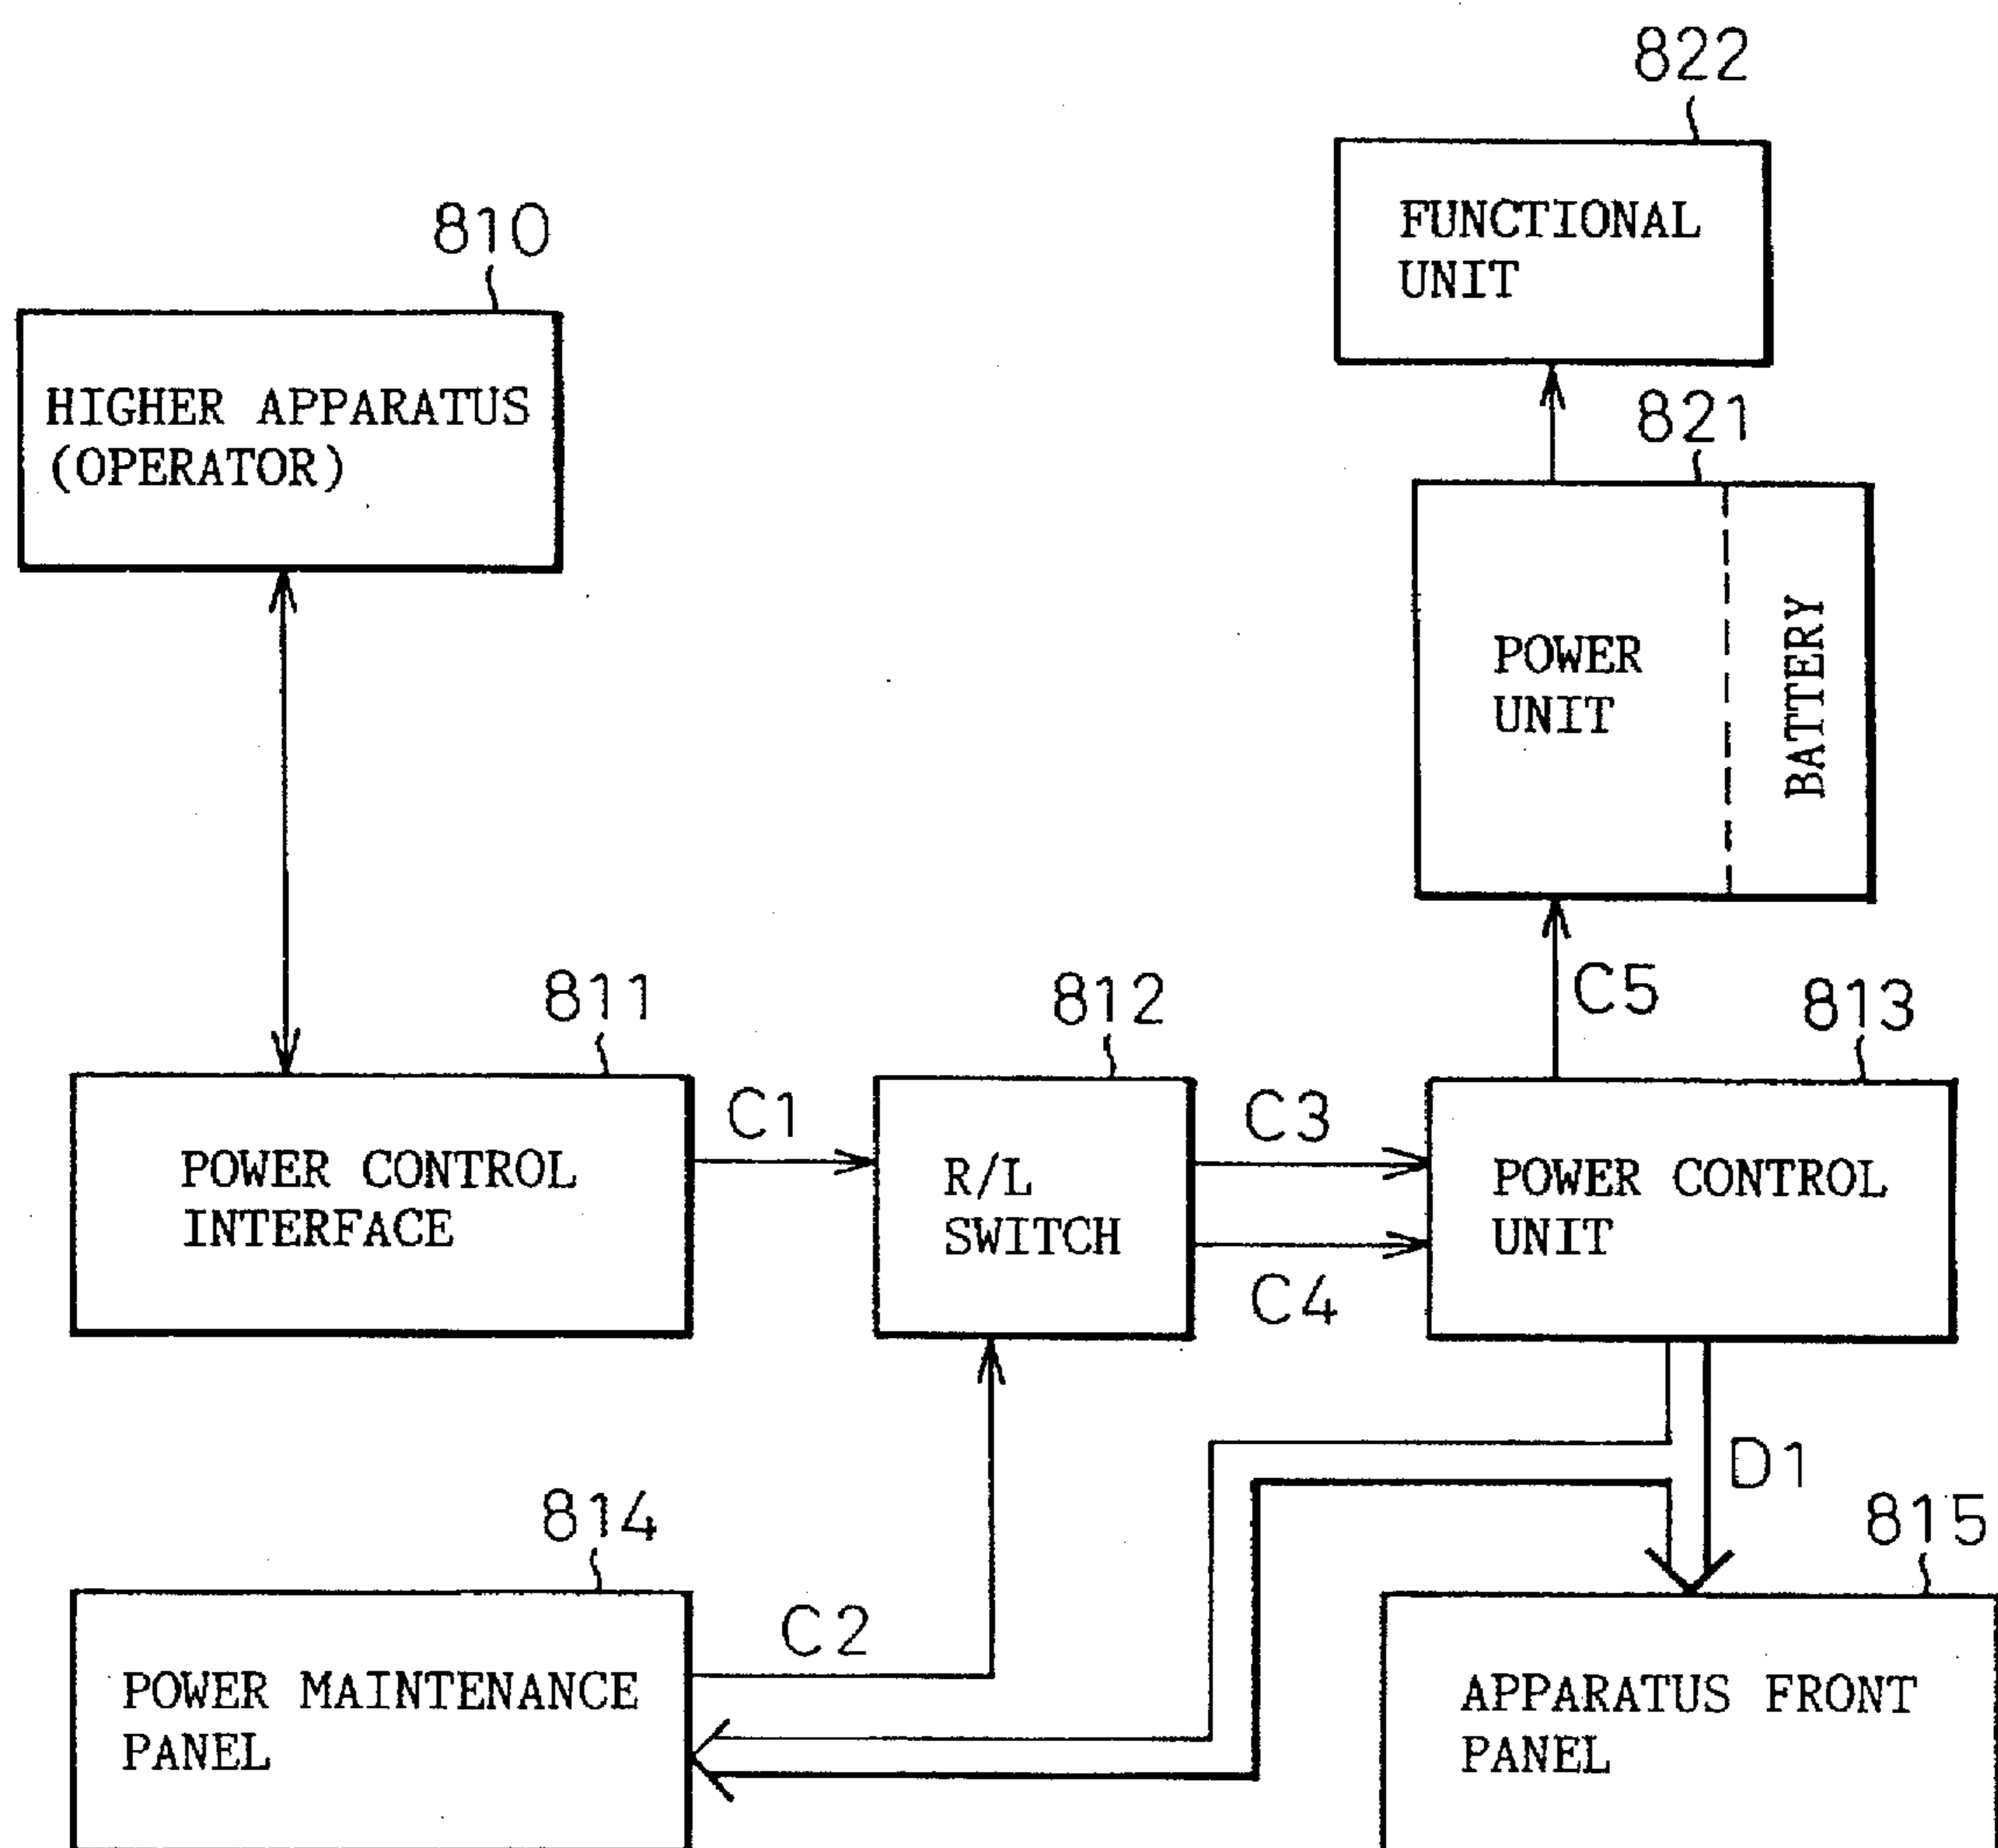 822
FUNCTIONAL
UNIT
810
HIGHER APPARATUS
(OPERATOR)
821
POWER
UNIT
BATTERY
C5
811
812
813
POWER CONTROL
INTERFACE
C1
R/L
SWITCH
C3
C4
POWER CONTROL
UNIT
D1
814
815
C2
POWER MAINTENANCE
PANEL
APPARATUS FRONT
PANEL